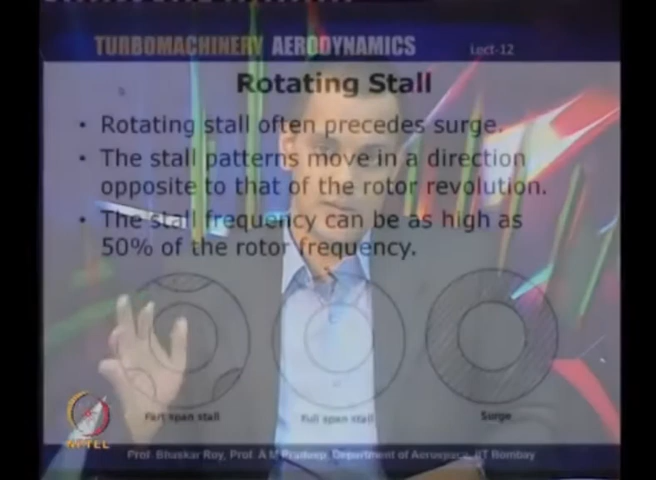 TURBOMACHINERY AERODYNAMICS
Lect-12
Rotating Stall
• Rotating stall often precedes surge.
• The stall patterns move in a direction
opposite to that of the rotor revolution.
• The stall frequency can be as high as
50% of the rotor frequency.
Part span stall
Full span stall
Surge
NPTEL
Prof Bhaskar Roy, Prof. A M Pradeep, Department of Aerospace, IIT Bombay